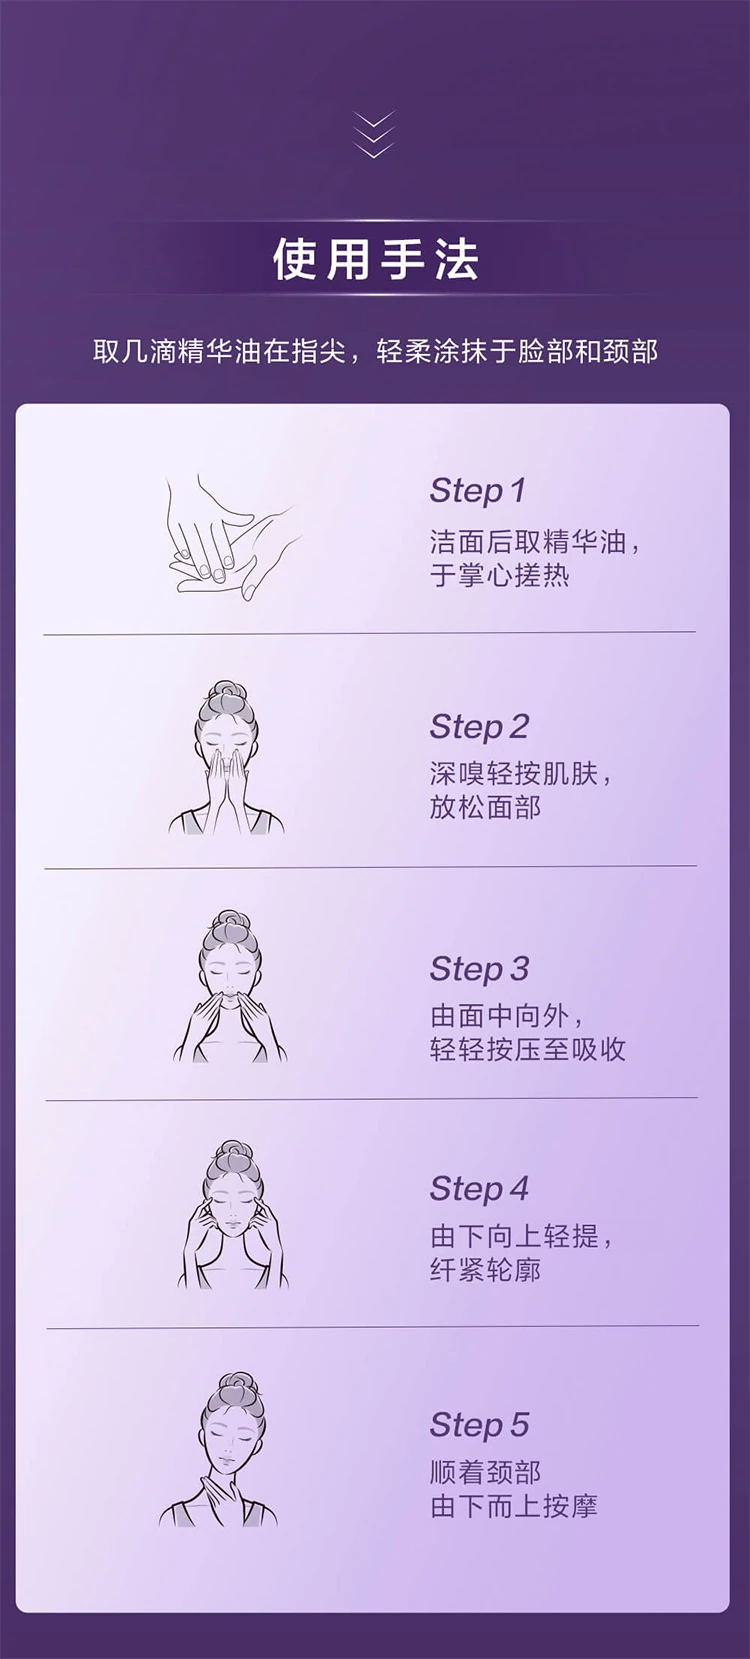 使用手法
取几滴精华油在指尖，轻柔涂抹于脸部和颈部
Step 1
洁面后取精华油，
于掌心搓热
Step 2
深嗅轻按肌肤，
放松面部
Step 3
由面中向外，
轻轻按压至吸收
Step 4
由下向上轻提，
纤紧轮廓
Step 5
顺着颈部
由下而上按摩